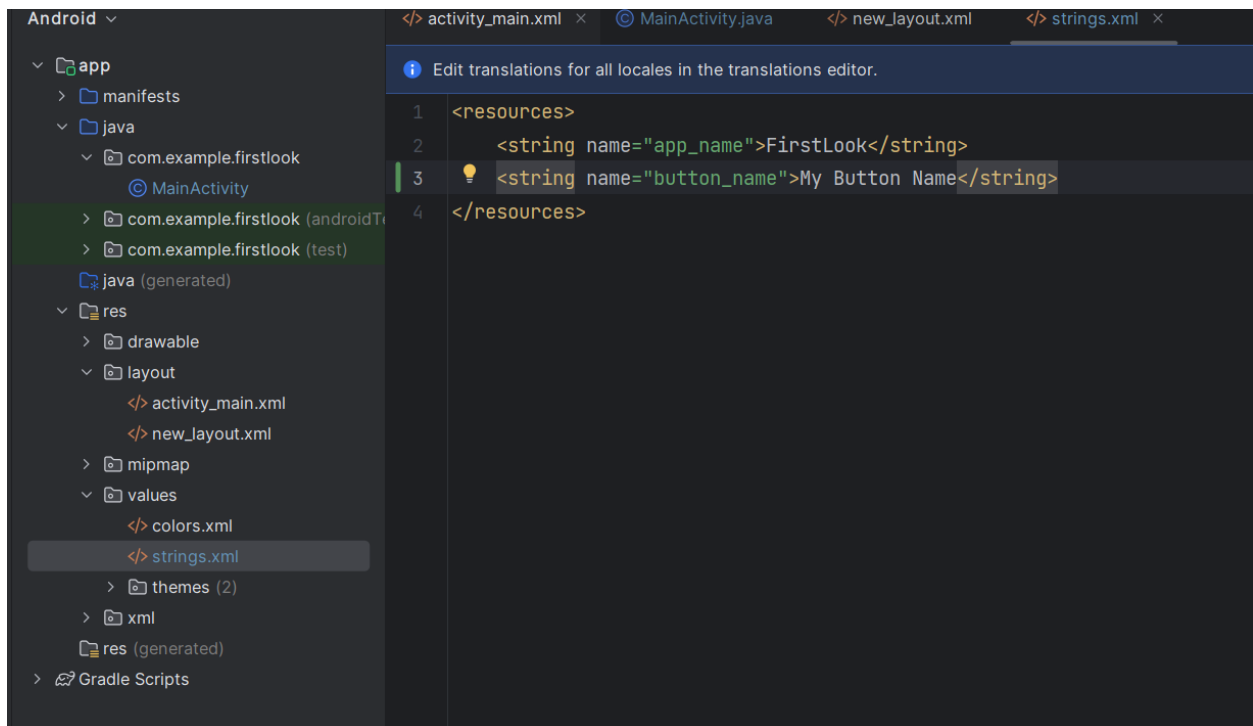 Android
app
manifests
java
com.example.firstlook
MainActivity
com.example.firstlook (androidTe
com.example.firstlook (test)
java (generated)
res
drawable
layout
activity_main.xml
new_layout.xml
mipmap
values
colors.xml
strings.xml
themes (2)
xml
res (generated)
Gradle Scripts
activity_main.xml MainActivity.java new_layout.xml strings.xml
Edit translations for all locales in the translations editor.
1 <resources>
2 <string name="app_name">FirstLook</string>
3 <string name="button_name">My Button Name</string>
4 </resources>